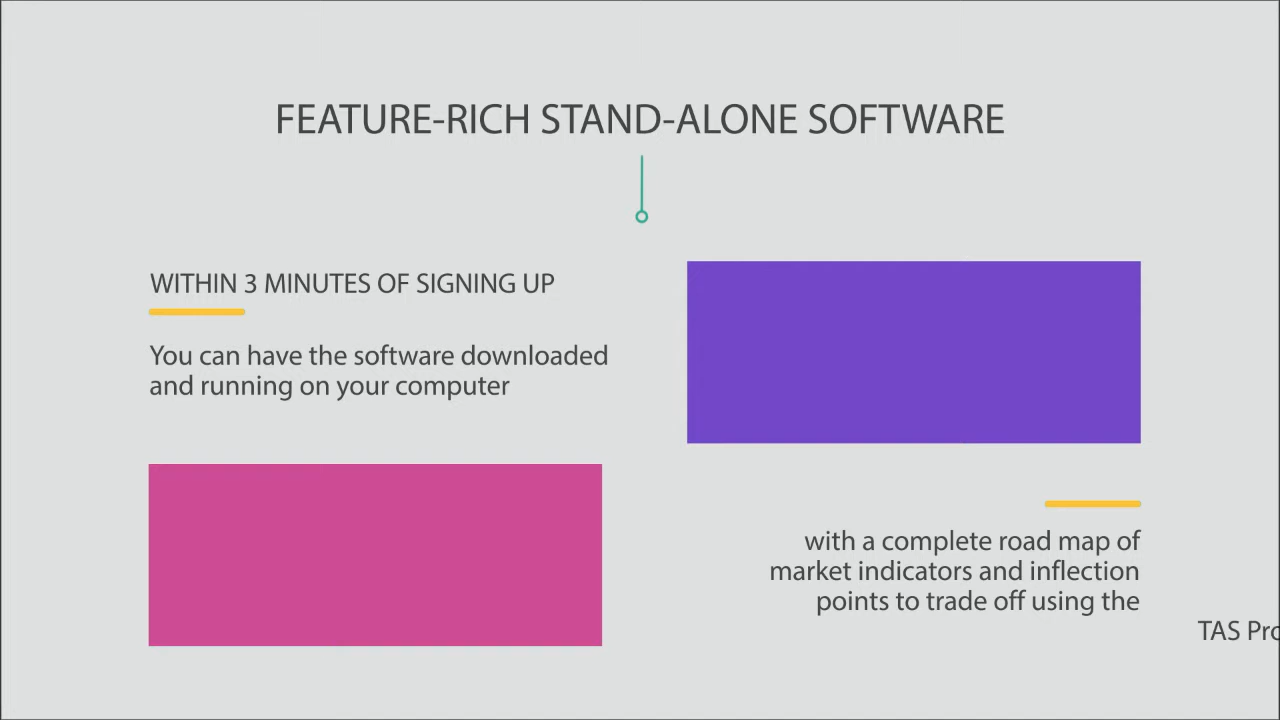 FEATURE-RICH STAND-ALONE SOFTWARE
WITHIN 3 MINUTES OF SIGNING UP
You can have the software downloaded
and running on your computer
with a complete road map of
market indicators and inflection
points to trade off using the
TAS